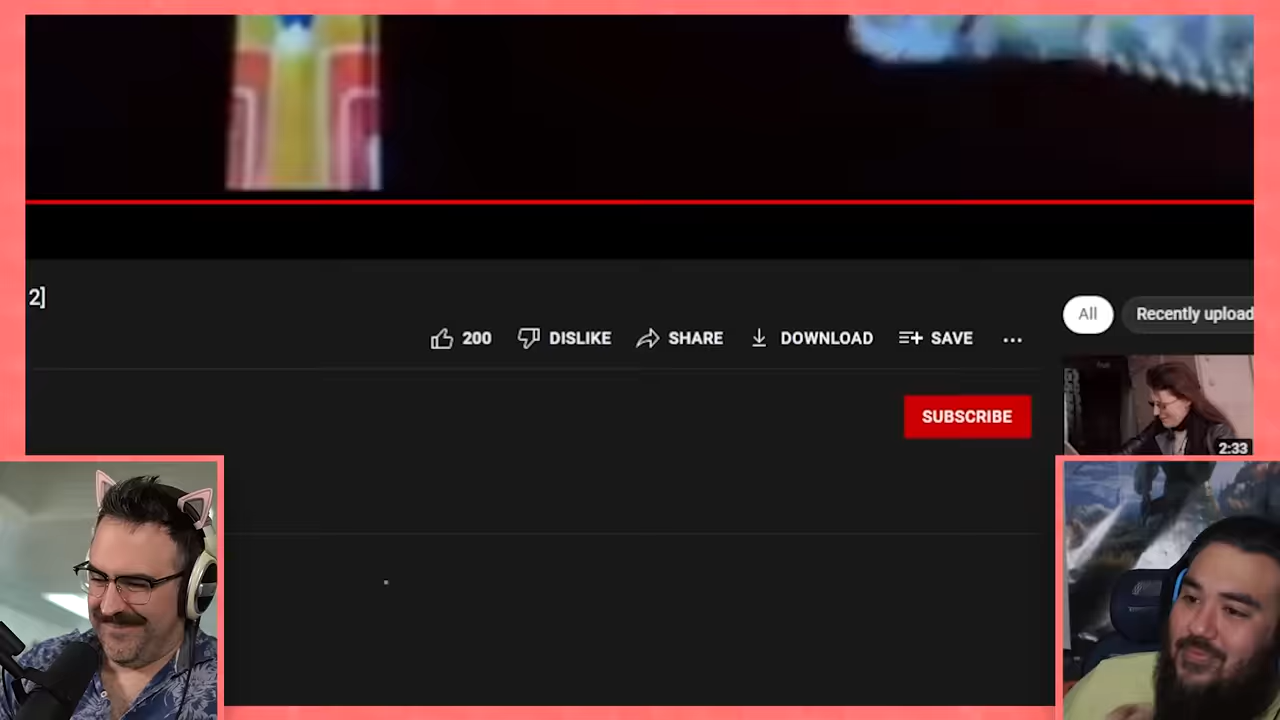 2]
200 DISLIKE SHARE DOWNLOAD SAVE ...
All Recently upload
SUBSCRIBE
2:33